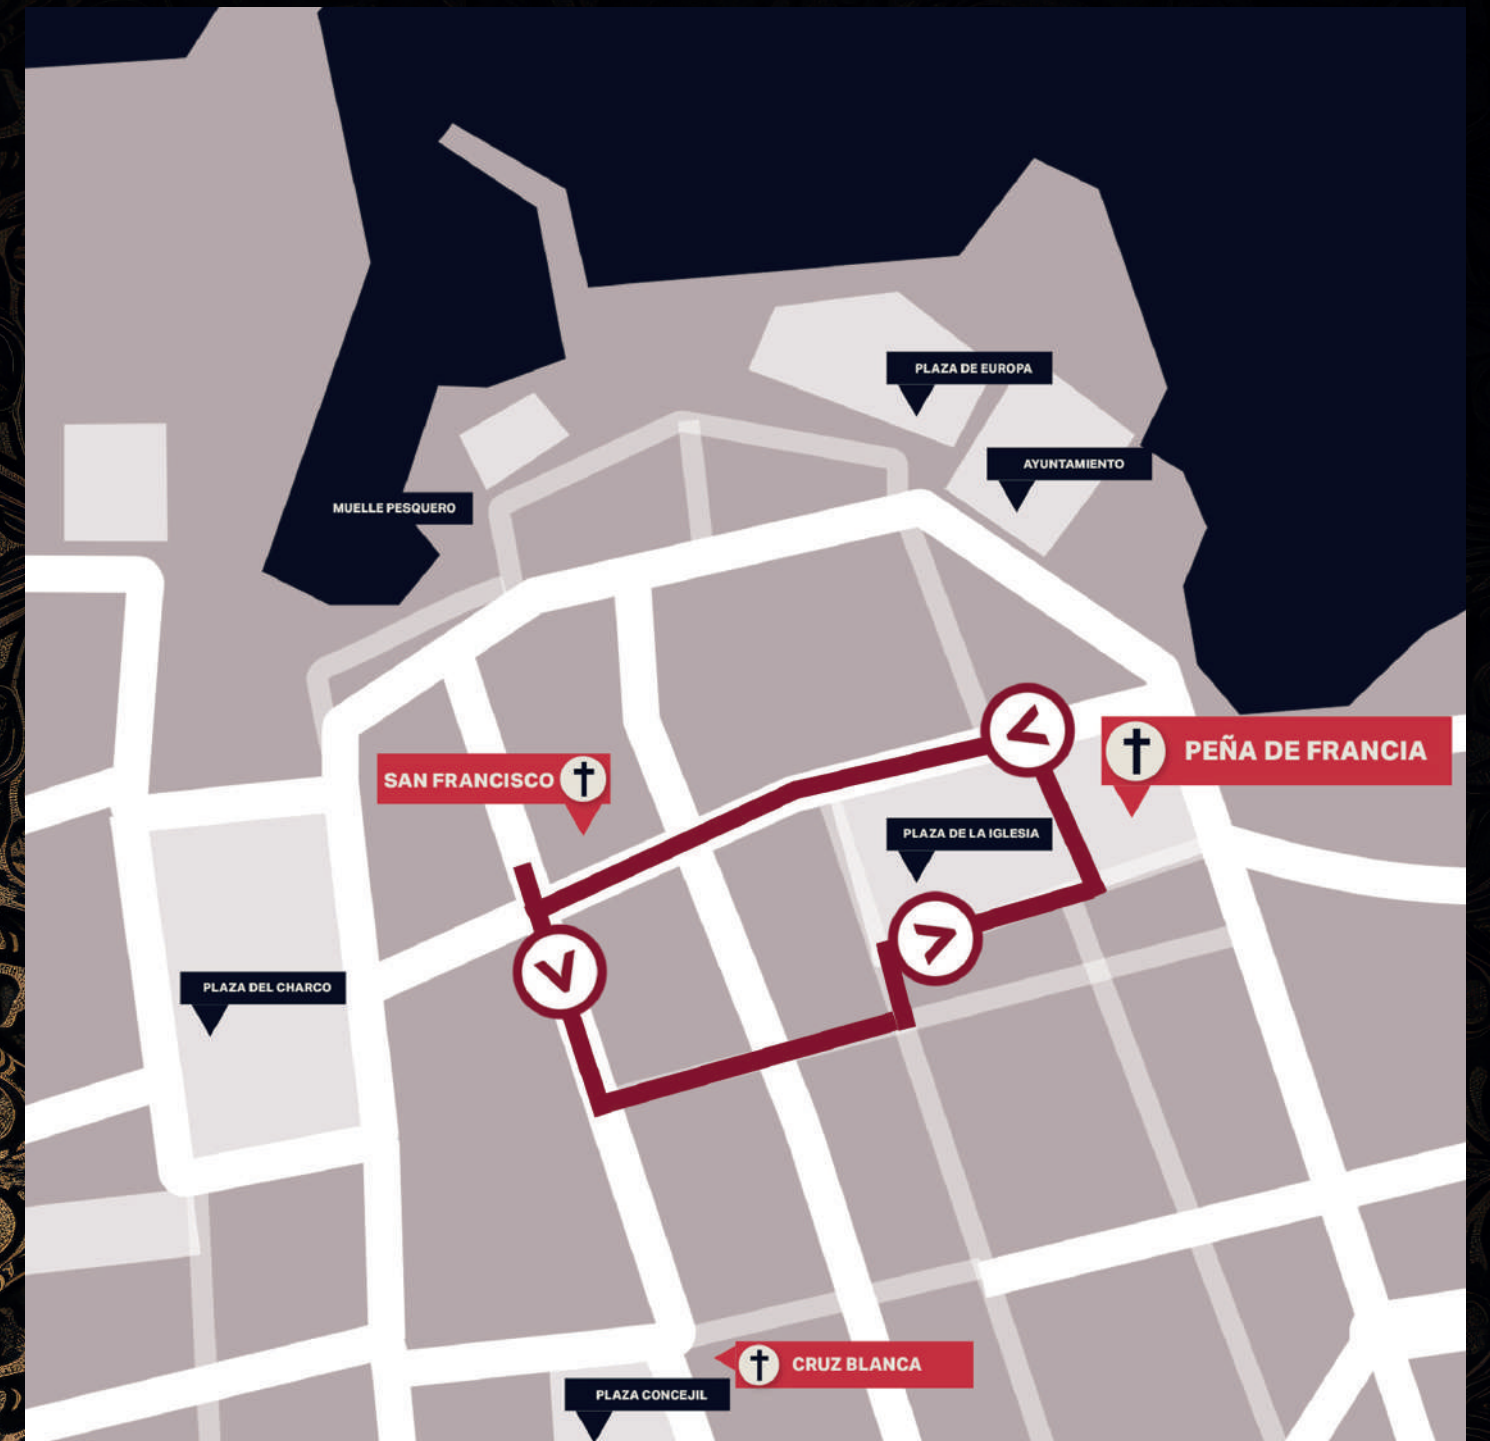 PLAZA DE EUROPA
AYUNTAMIENTO
MUELLE PESQUERO
PEÑA DE FRANCIA
SAN FRANCISCO
PLAZA DE LA IGLESIA
PLAZA DEL CHARCO
CRUZ BLANCA
PLAZA CONCEJIL